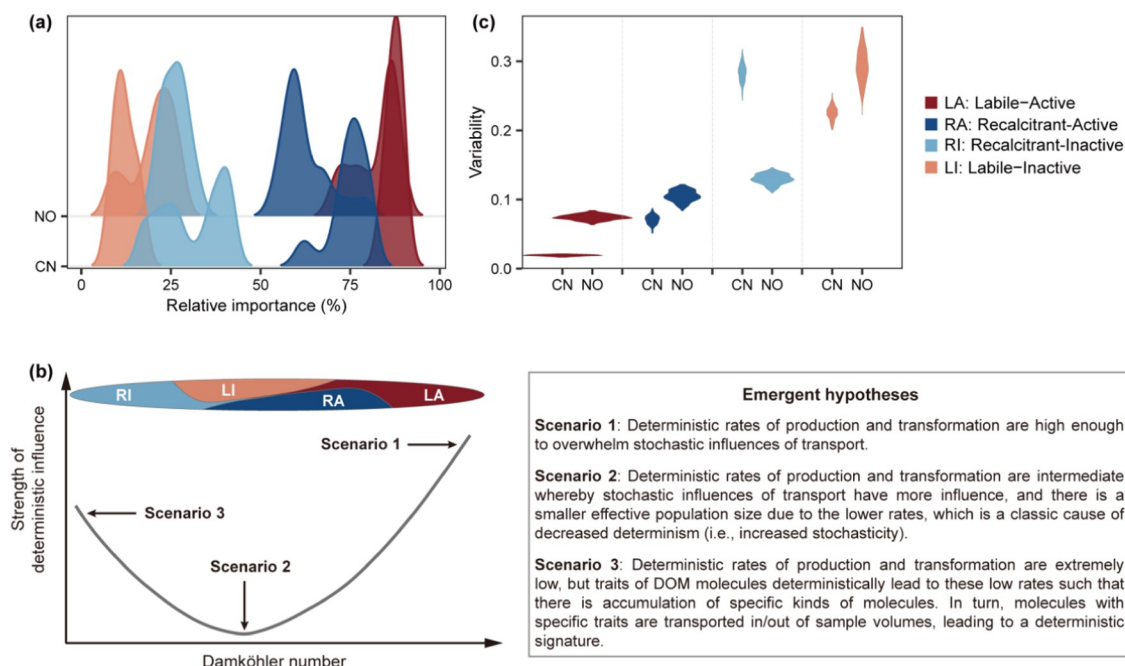 (a)
NO
CN
0
25
50
75
100
Relative importance (%)
(c)
Variability
0.3
0.2
0.1
0.0
CN NO
CN NO
CN NO
CN NO
LA: Labile−Active
RA: Recalcitrant-Active
RI: Recalcitrant-Inactive
LI: Labile−Inactive
(b)
Strength of
deterministic influence
RI
LI
RA
LA
Scenario 1
Scenario 3
Scenario 2
Damköhler number
Emergent hypotheses
Scenario 1: Deterministic rates of production and transformation are high enough
to overwhelm stochastic influences of transport.
Scenario 2: Deterministic rates of production and transformation are intermediate
whereby stochastic influences of transport have more influence, and there is a
smaller effective population size due to the lower rates, which is a classic cause of
decreased determinism (i.e., increased stochasticity).
Scenario 3: Deterministic rates of production and transformation are extremely
low, but traits of DOM molecules deterministically lead to these low rates such that
there is accumulation of specific kinds of molecules. In turn, molecules with
specific traits are transported in/out of sample volumes, leading to a deterministic
signature.